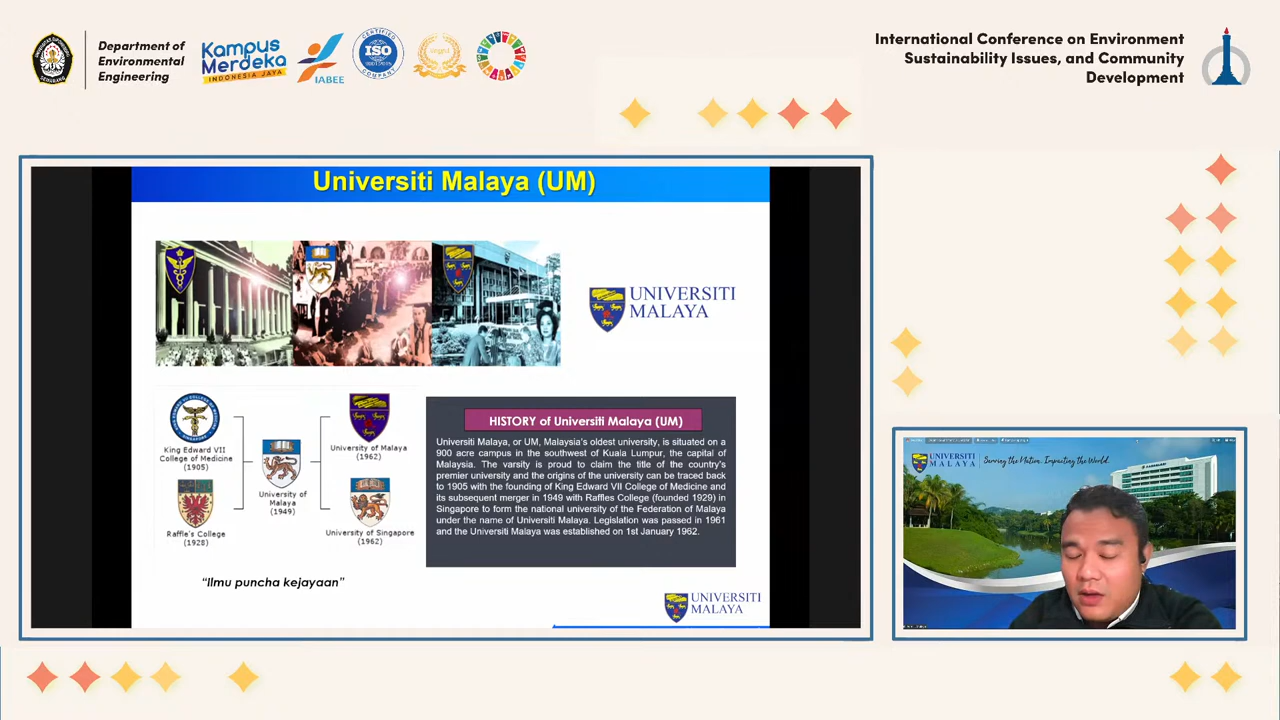 Department of
Environmental
Engineering
Kampus
Merdeka
INDONESIA JAYA
IABEE
CERTIFIED
ISO
9001:2015
COMPANY
International Conference on Environment
Sustainability Issues, and Community
Development
Universiti Malaya (UM)
UNIVERSITI
MALAYA
King Edward VII
College of Medicine
(1905)
Raffle's College
(1928)
University of
Malaya
(1949)
University of Malaya
(1962)
University of Singapore
(1962)
HISTORY of Universiti Malaya (UM)
Universiti Malaya, or UM, Malaysia's oldest university, is situated on a
900 acre campus in the southwest of Kuala Lumpur, the capital of
Malaysia. The varsity is proud to claim the title of the country's
premier university and the origins of the university can be traced back
to 1905 with the founding of King Edward VII College of Medicine and
its subsequent merger in 1949 with Raffles College (founded 1929) in
Singapore to form the national university of the Federation of Malaya
under the name of Universiti Malaya. Legislation was passed in 1961
and the Universiti Malaya was established on 1st January 1962.
"Ilmu puncha kejayaan"
UNIVERSITI
MALAYA
UNIVERSITI
MALAYA
Serving the Nation. Impacting the World.